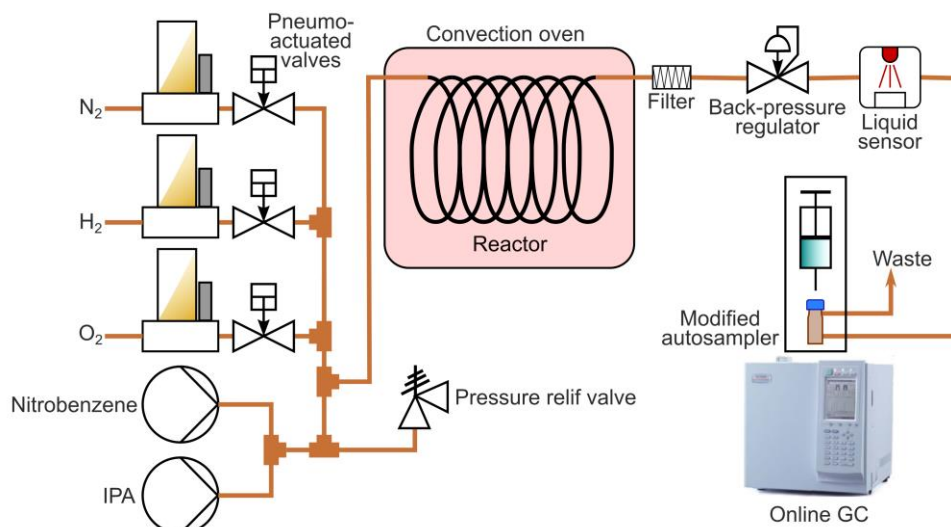 Pneumo-
actuated
valves
Convection oven
N₂
Filter
Back-pressure
regulator
Liquid
sensor
H₂
Reactor
Waste
O₂
Modified
autosampler
Nitrobenzene
Pressure relif valve
IPA
Online GC